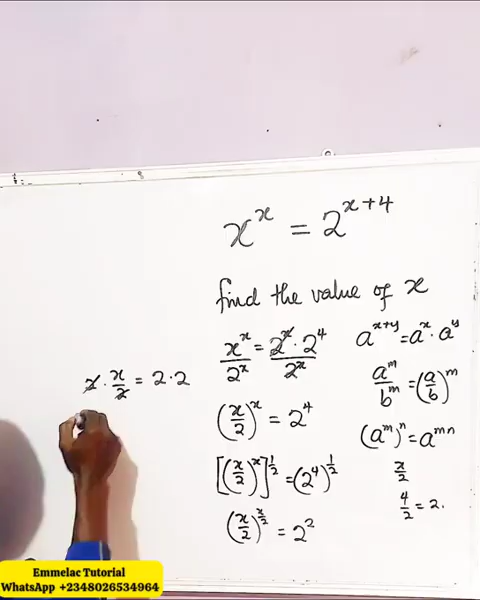 x^x = 2^(x+4)
find the value of x
x^x/2^x = 2^x · 2^4/2^x
(x/2)^x = 2^4
[(x/2)^x]^(1/2) = (2^4)^(1/2)
(x/2)^(x/2) = 2^2
a^(x+y) = a^x · a^y
a^m/b^m = (a/b)^m
(a^m)^n = a^(mn)
x/2
4/2 = 2.
2 · x/2 = 2 · 2
Emmelac Tutorial
WhatsApp +2348026534964